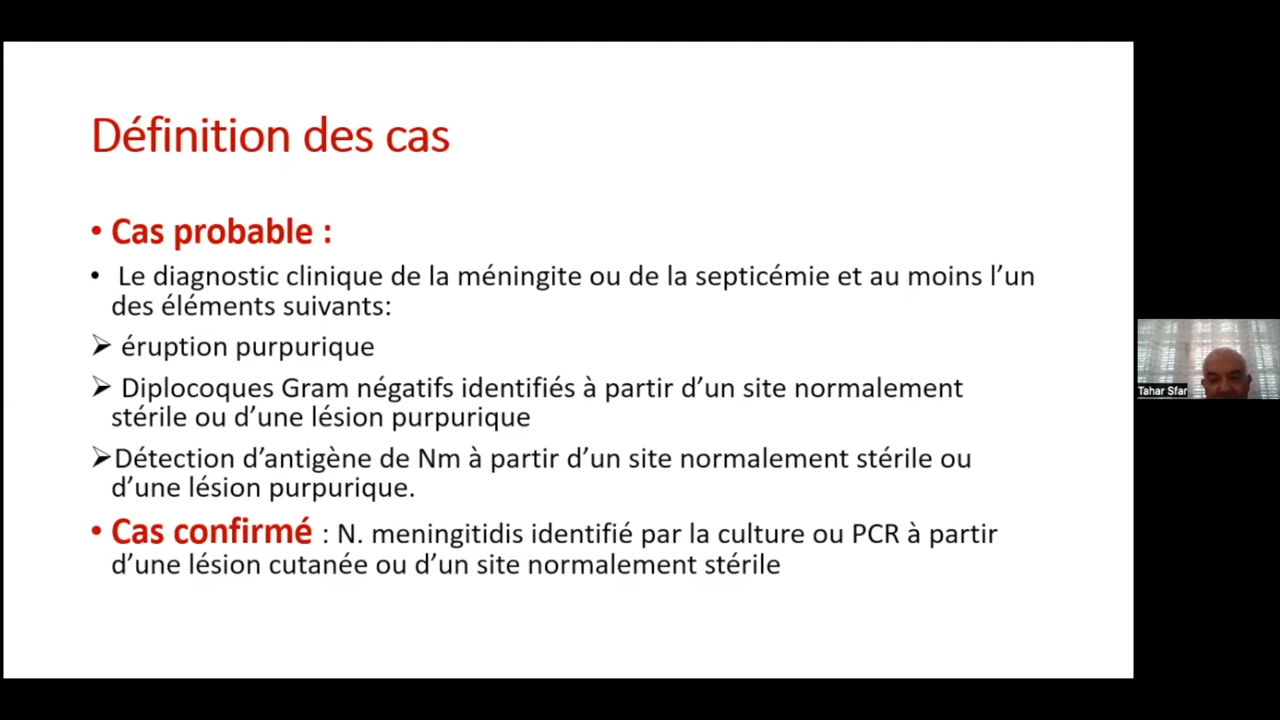 Définition des cas
• Cas probable :
• Le diagnostic clinique de la méningite ou de la septicémie et au moins l’un
des éléments suivants:
➢ éruption purpurique
➢ Diplocoques Gram négatifs identifiés à partir d’un site normalement
stérile ou d’une lésion purpurique
➢Détection d’antigène de Nm à partir d’un site normalement stérile ou
d’une lésion purpurique.
• Cas confirmé : N. meningitidis identifié par la culture ou PCR à partir
d’une lésion cutanée ou d’un site normalement stérile
Tahar Sfar